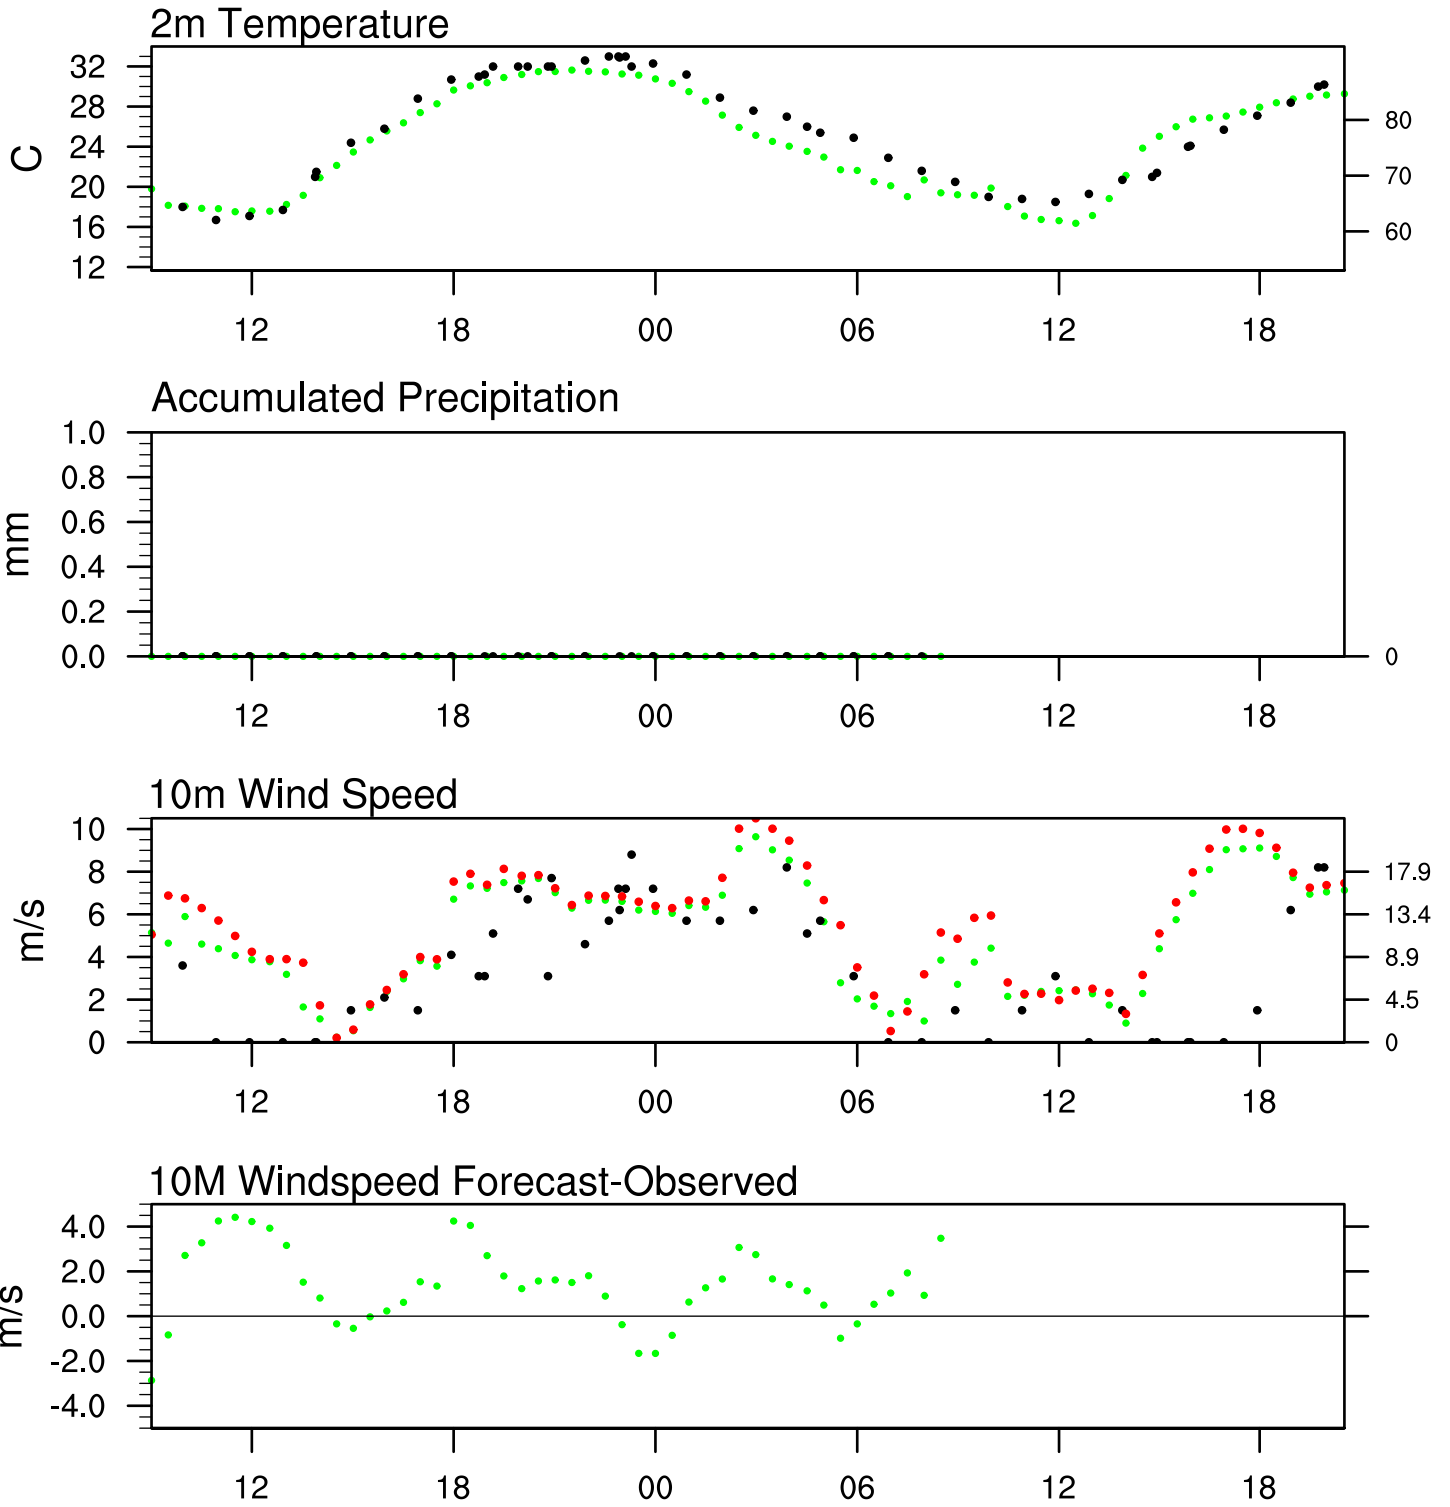 2m Temperature
32
28
24
20
16
12
C
80
70
60
12 18 00 06 12 18
Accumulated Precipitation
1.0
0.8
0.6
0.4
0.2
0.0
mm
0
12 18 00 06 12 18
10m Wind Speed
10
8
6
4
2
0
m/s
17.9
13.4
8.9
4.5
0
12 18 00 06 12 18
10M Windspeed Forecast-Observed
4.0
2.0
0.0
-2.0
-4.0
m/s
12 18 00 06 12 18